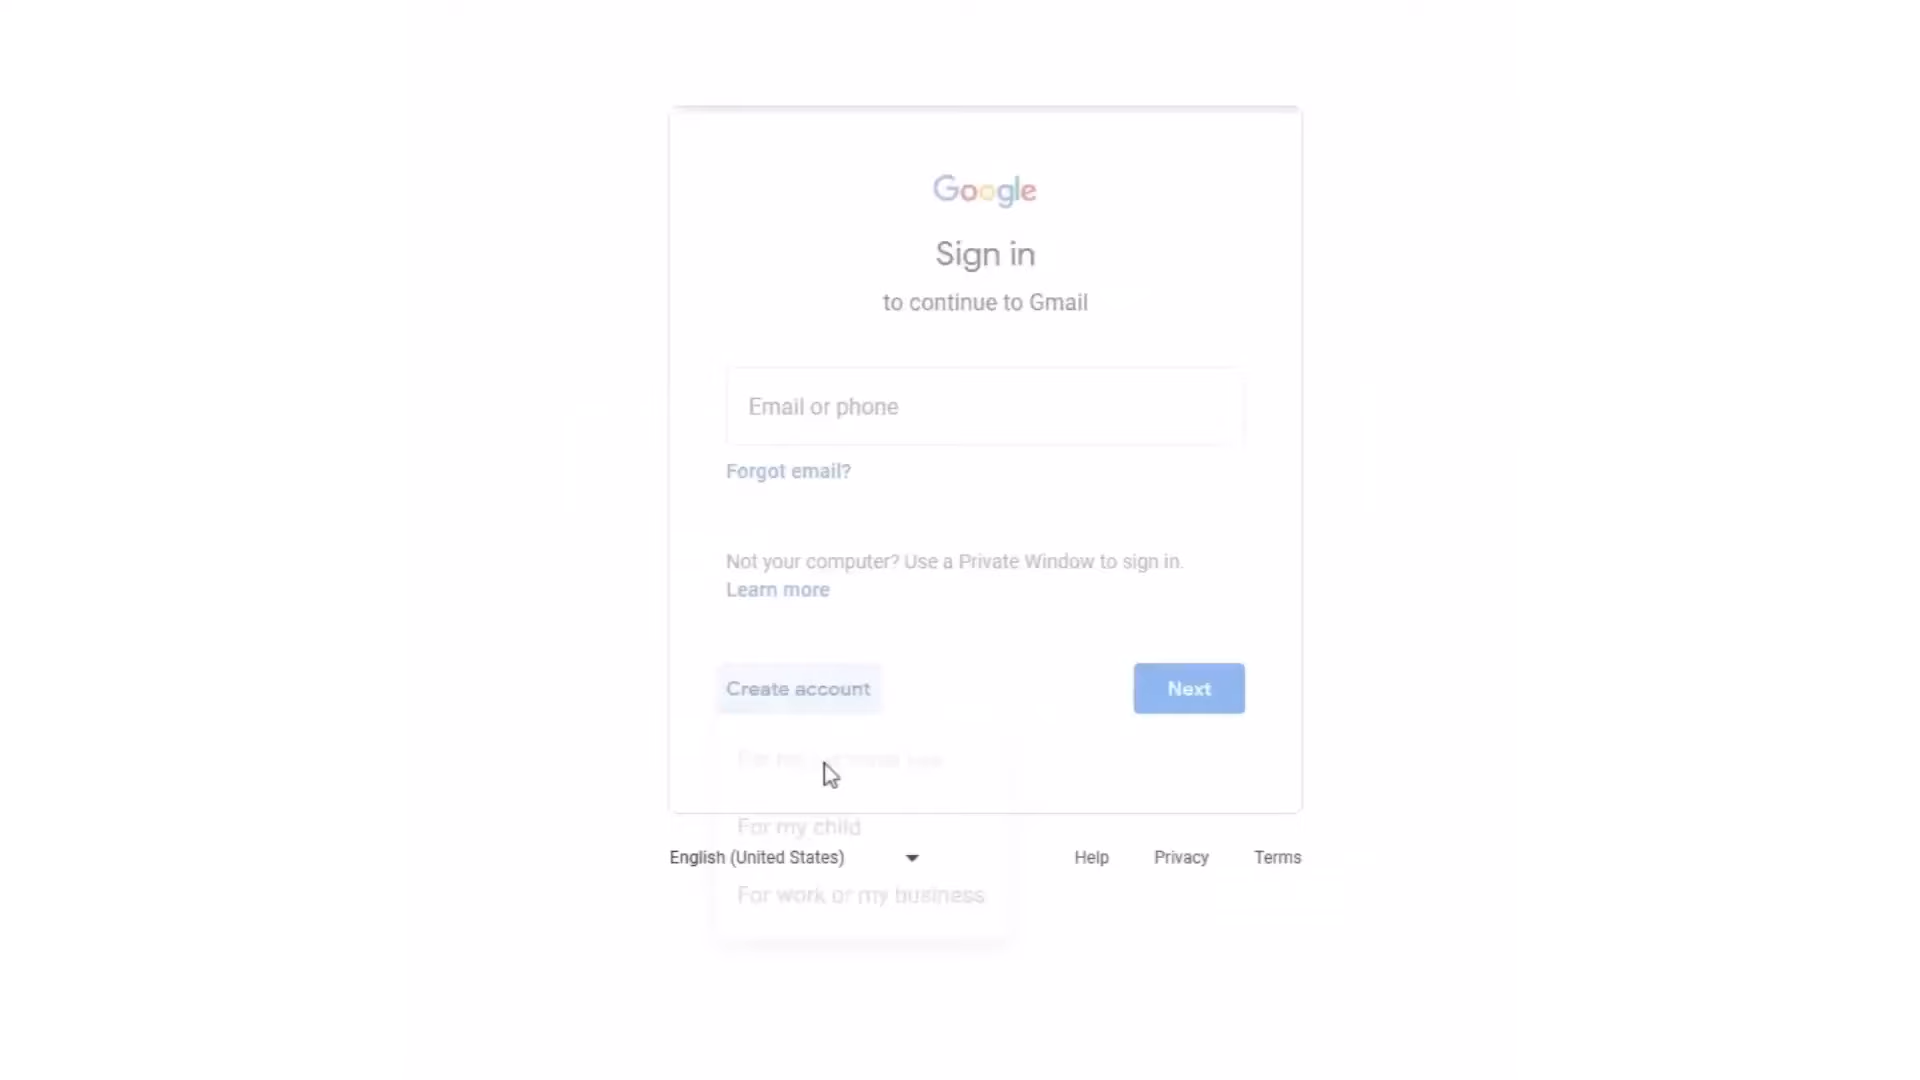 Google
Sign in
to continue to Gmail
Email or phone
Forgot email?
Not your computer? Use a Private Window to sign in.
Learn more
Create account
Next
For my child
English (United States)
Help
Privacy
Terms
For work or my business